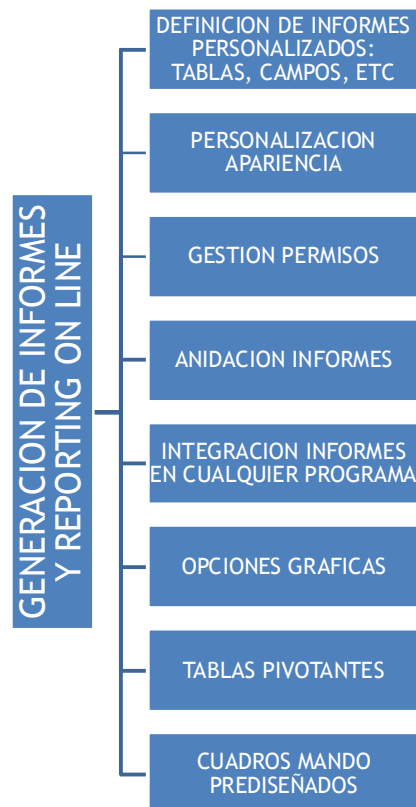 GENERACION DE INFORMES
Y REPORTING ON LINE
DEFINICION DE INFORMES
PERSONALIZADOS:
TABLAS, CAMPOS, ETC
PERSONALIZACION
APARIENCIA
GESTION PERMISOS
ANIDACION INFORMES
INTEGRACION INFORMES
EN CUALQUIER PROGRAMA
OPCIONES GRAFICAS
TABLAS PIVOTANTES
CUADROS MANDO
PREDISEÑADOS